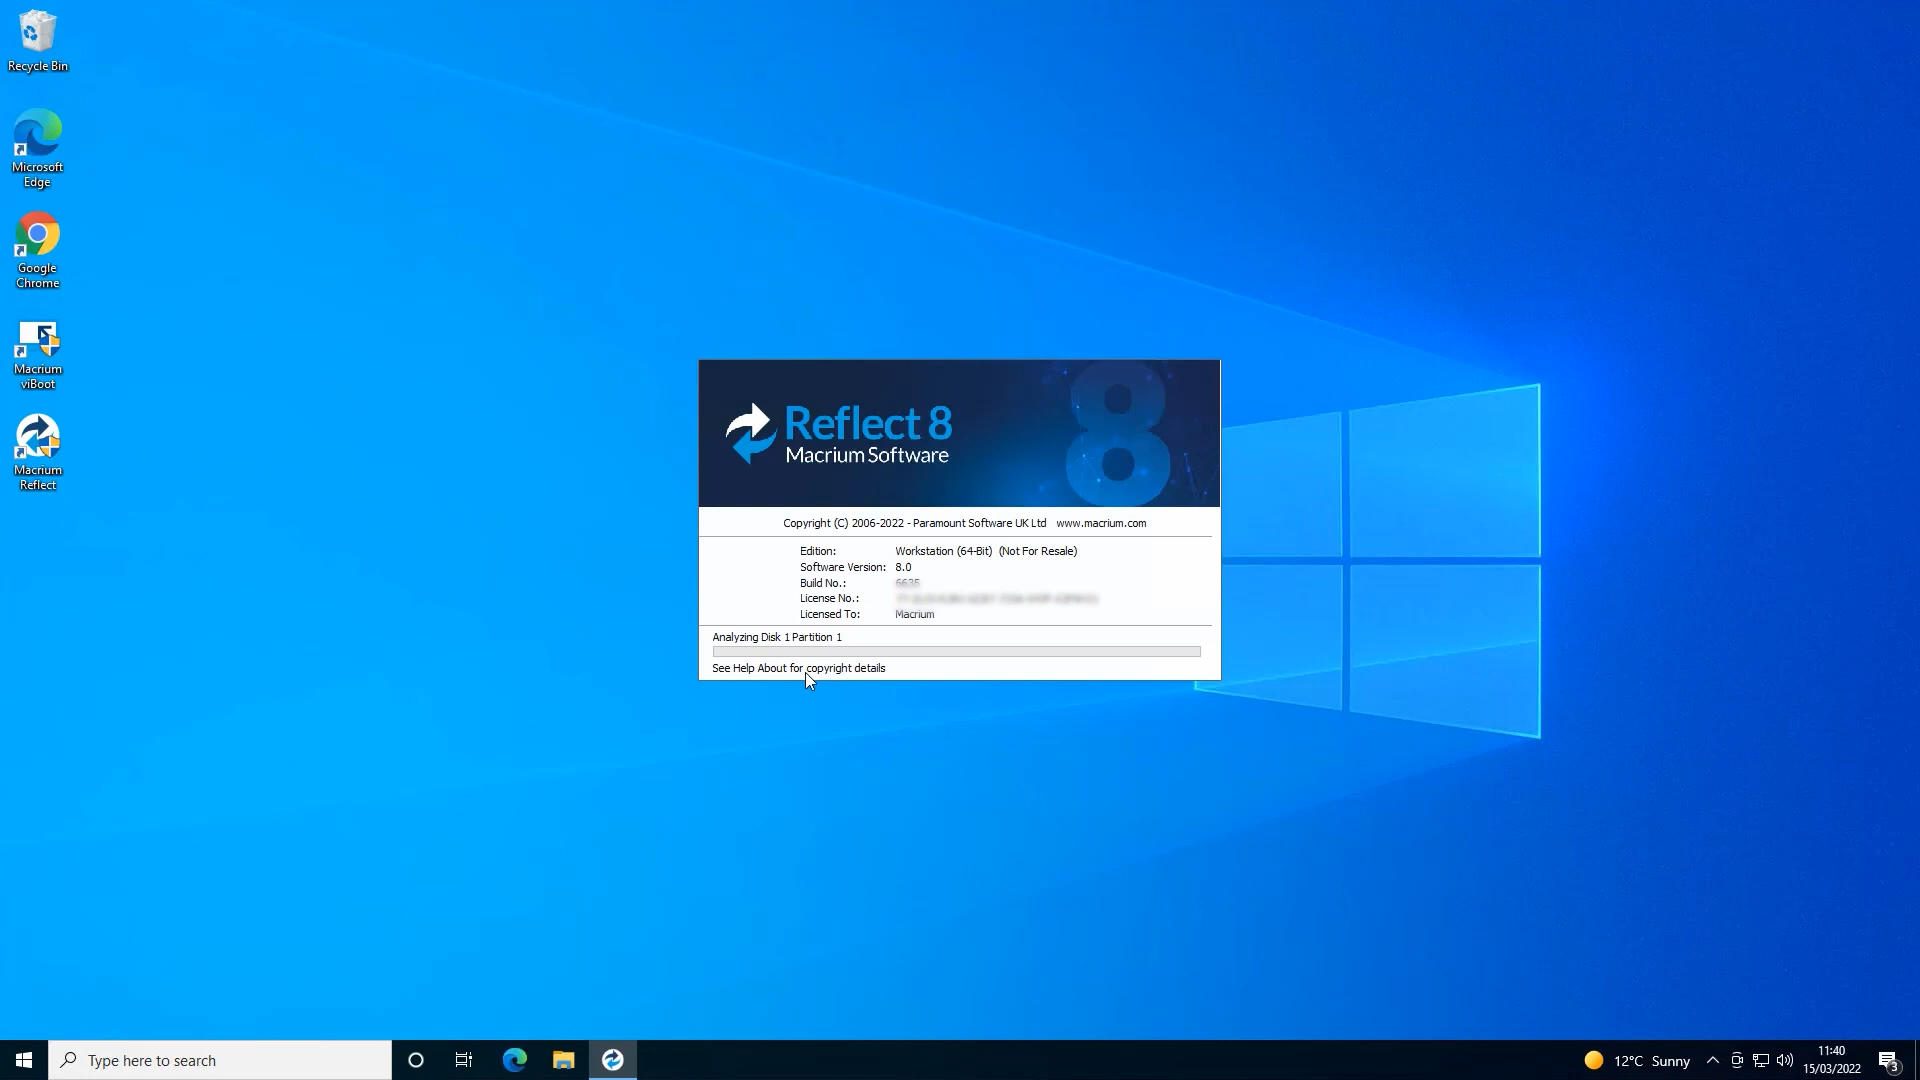 Recycle Bin
Microsoft
Edge
Google
Chrome
Macrium
viBoot
Macrium
Reflect
8
Reflect 8
Macrium Software
Copyright (C) 2006-2022 - Paramount Software UK Ltd www.macrium.com
Edition: Workstation (64-Bit) (Not For Resale)
Software Version: 8.0
Build No.:
License No.:
Licensed To: Macrium
Analyzing Disk 1 Partition 1
See Help About for copyright details
Type here to search
12°C Sunny
11:40
15/03/2022
3